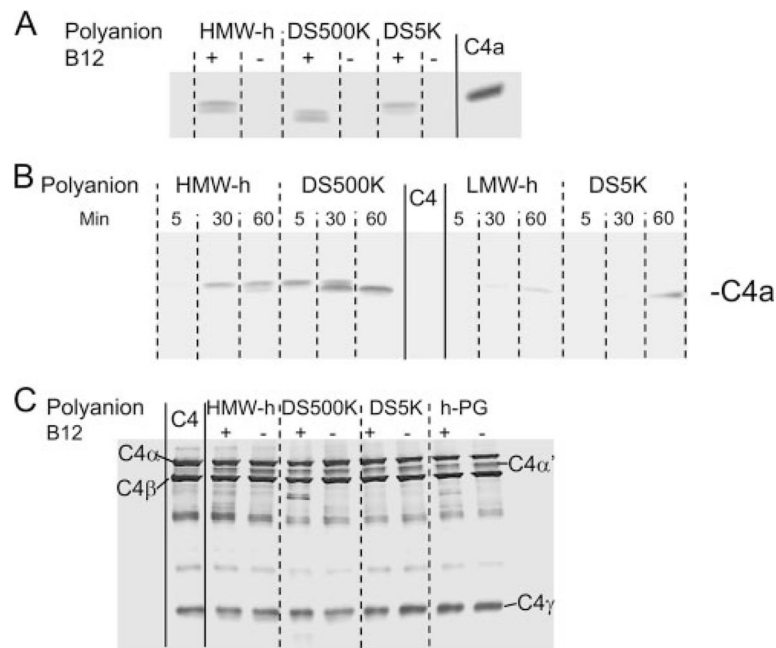 A
Polyanion HMW-h DS500K DS5K C4a
B12 + - + - + -
B Polyanion HMW-h DS500K C4 LMW-h DS5K
Min 5 30 60 5 30 60 5 30 60 5 30 60
-C4a
C Polyanion C4 HMW-h DS500K DS5K h-PG
B12 + - + - + - + -
C4α C4α'
C4β
C4γ